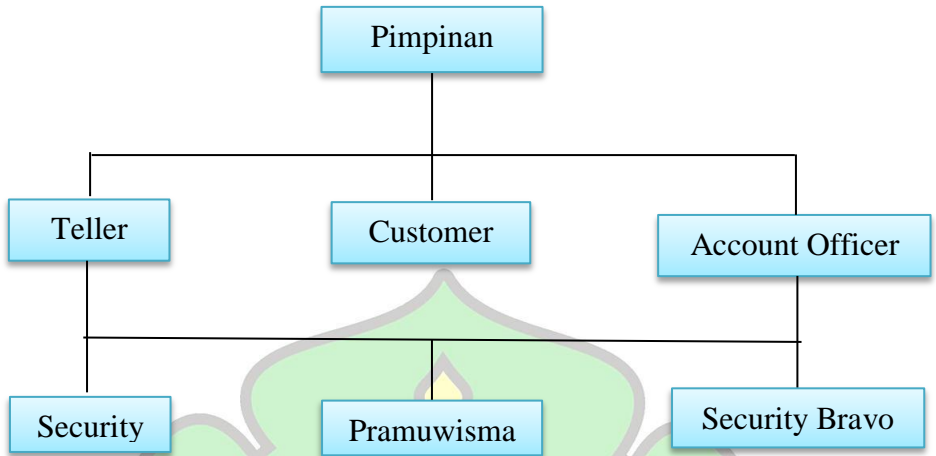 Pimpinan
Teller
Customer
Account Officer
Security
Pramuwisma
Security Bravo